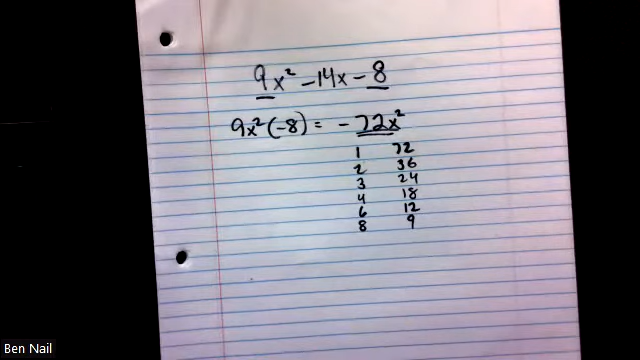 9x² - 14x - 8
9x²(-8) = -72x²
1 72
2 36
3 24
4 18
6 12
8 9
Ben Nail